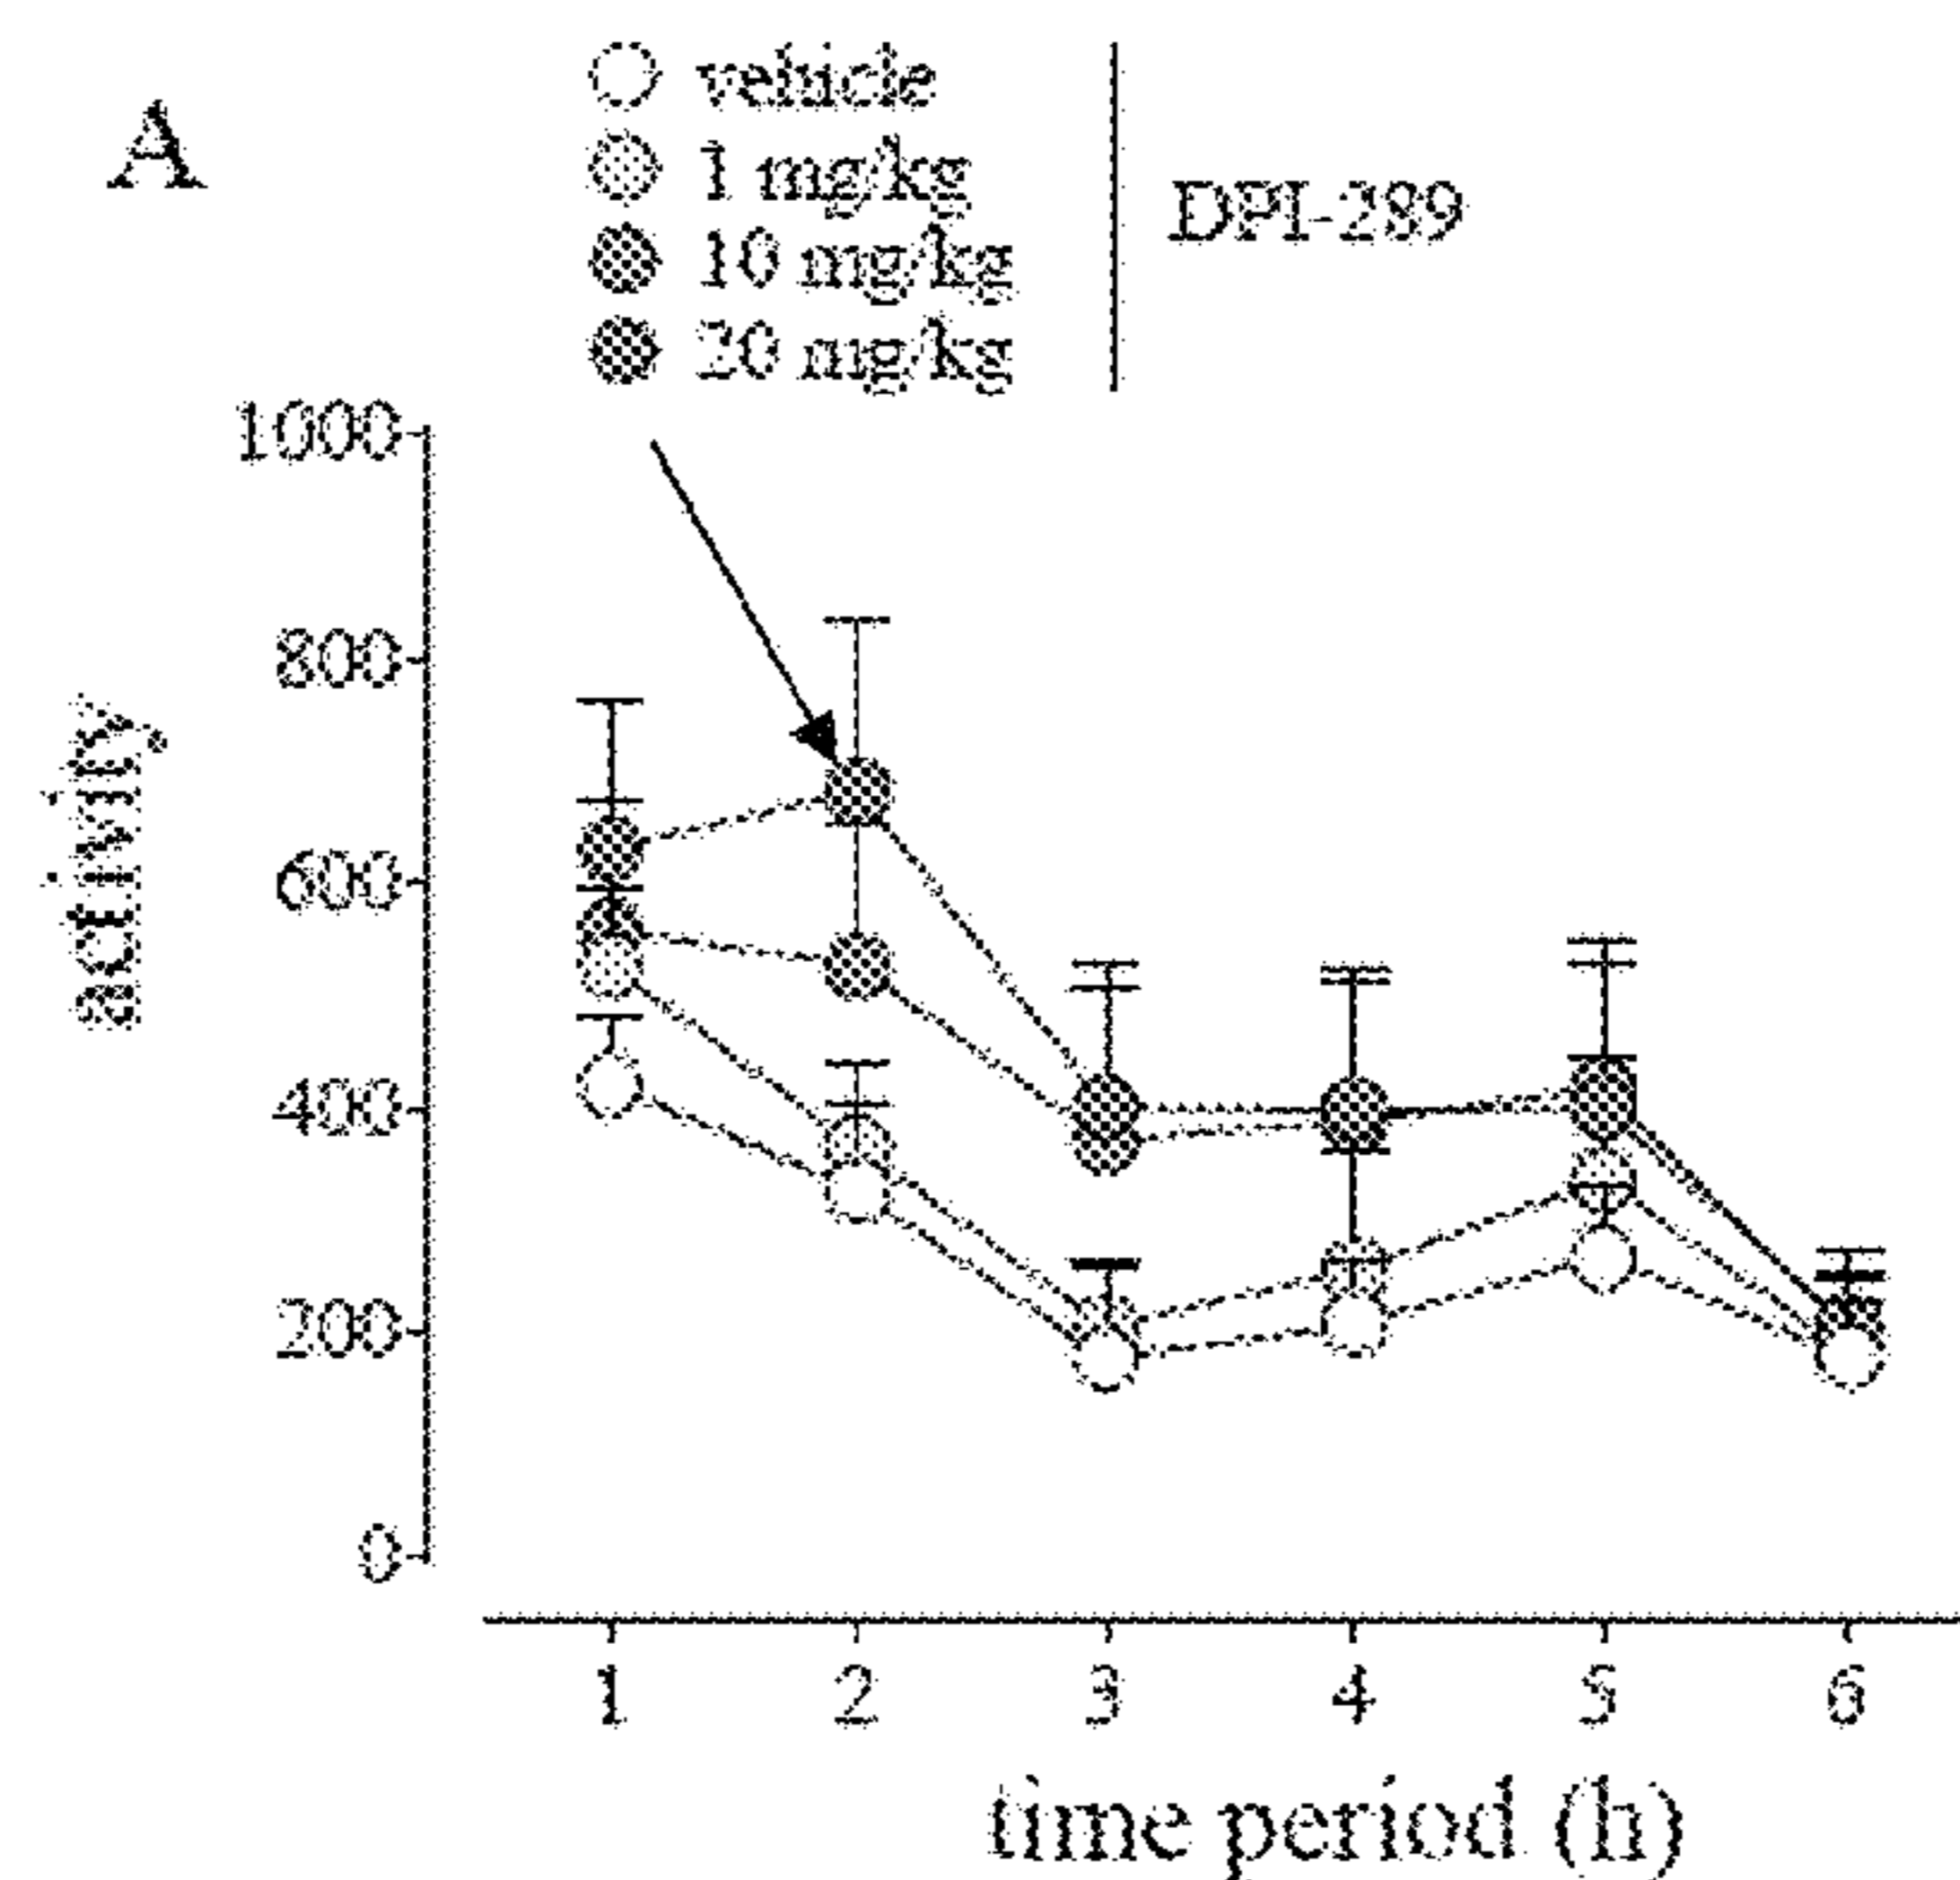 A
vehicle
1 mg/kg
10 mg/kg
20 mg/kg
DPI-289
1000
800
600
400
200
0
activity
1 2 3 4 5 6
time period (h)